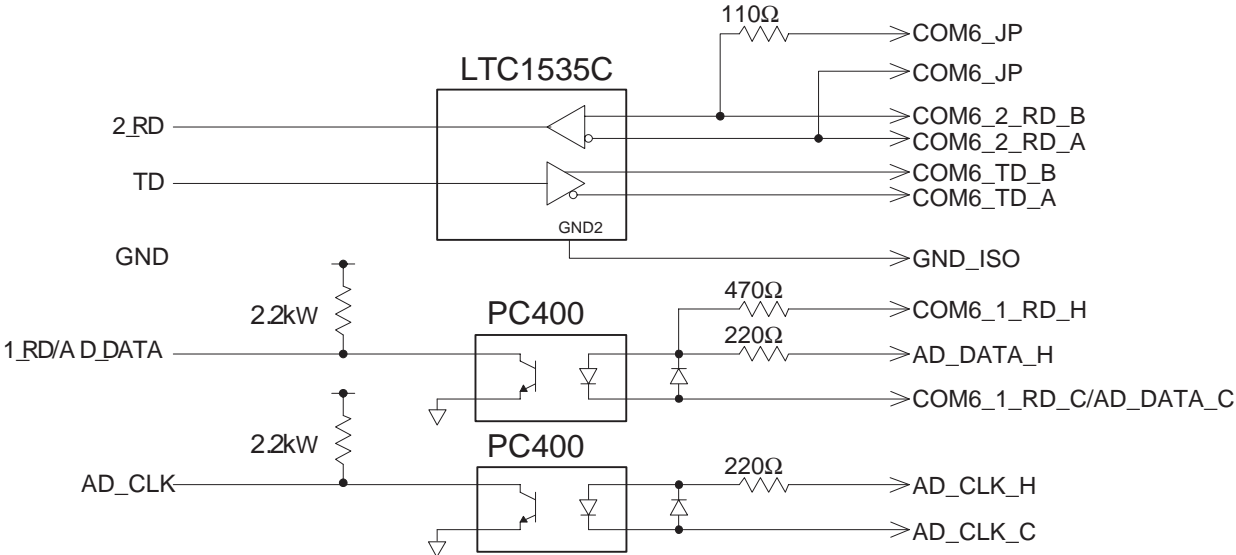 110Ω
COM6_JP
LTC1535C
COM6_JP
2_RD
COM6_2_RD_B
COM6_2_RD_A
TD
COM6_TD_B
COM6_TD_A
GND2
GND
GND_ISO
2.2kW
PC400
470Ω
COM6_1_RD_H
1_RD/A D_DATA
220Ω
AD_DATA_H
COM6_1_RD_C/AD_DATA_C
2.2kW
PC400
220Ω
AD_CLK
AD_CLK_H
AD_CLK_C